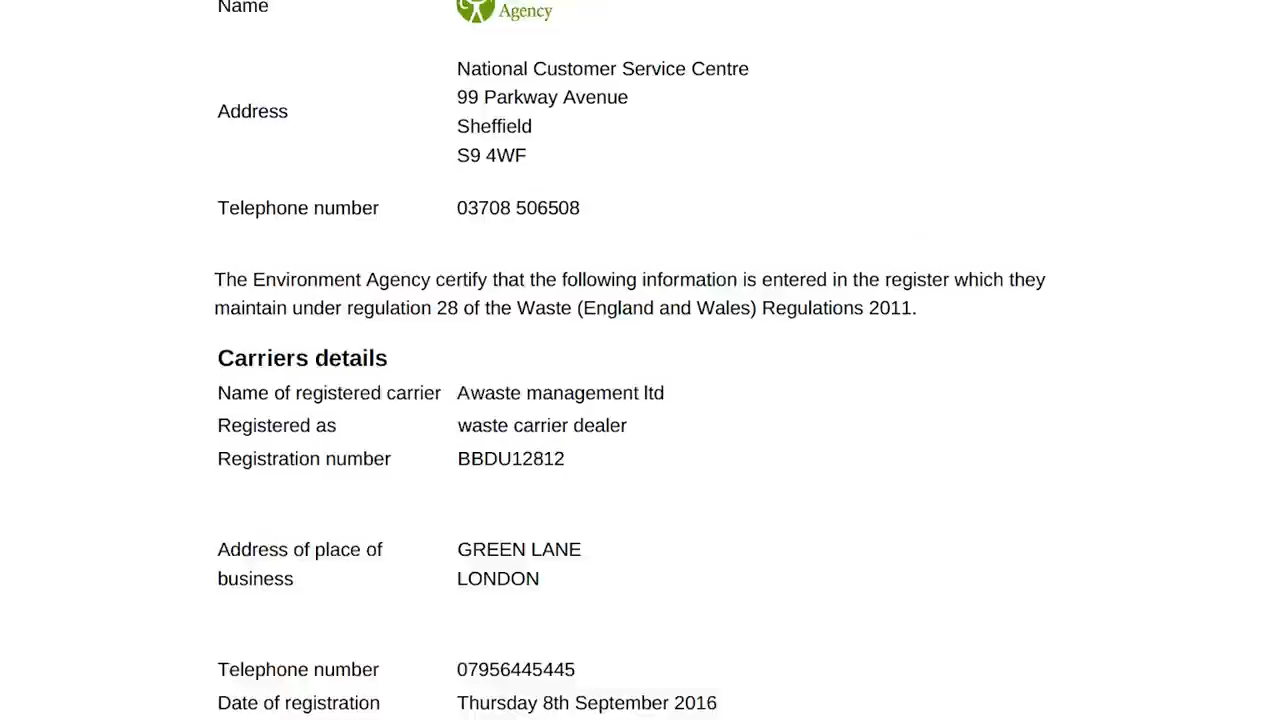 Name
Agency
Address
National Customer Service Centre
99 Parkway Avenue
Sheffield
S9 4WF
Telephone number 03708 506508
The Environment Agency certify that the following information is entered in the register which they
maintain under regulation 28 of the Waste (England and Wales) Regulations 2011.
Carriers details
Name of registered carrier Awaste management ltd
Registered as waste carrier dealer
Registration number BBDU12812
Address of place of business
GREEN LANE
LONDON
Telephone number 07956445445
Date of registration Thursday 8th September 2016